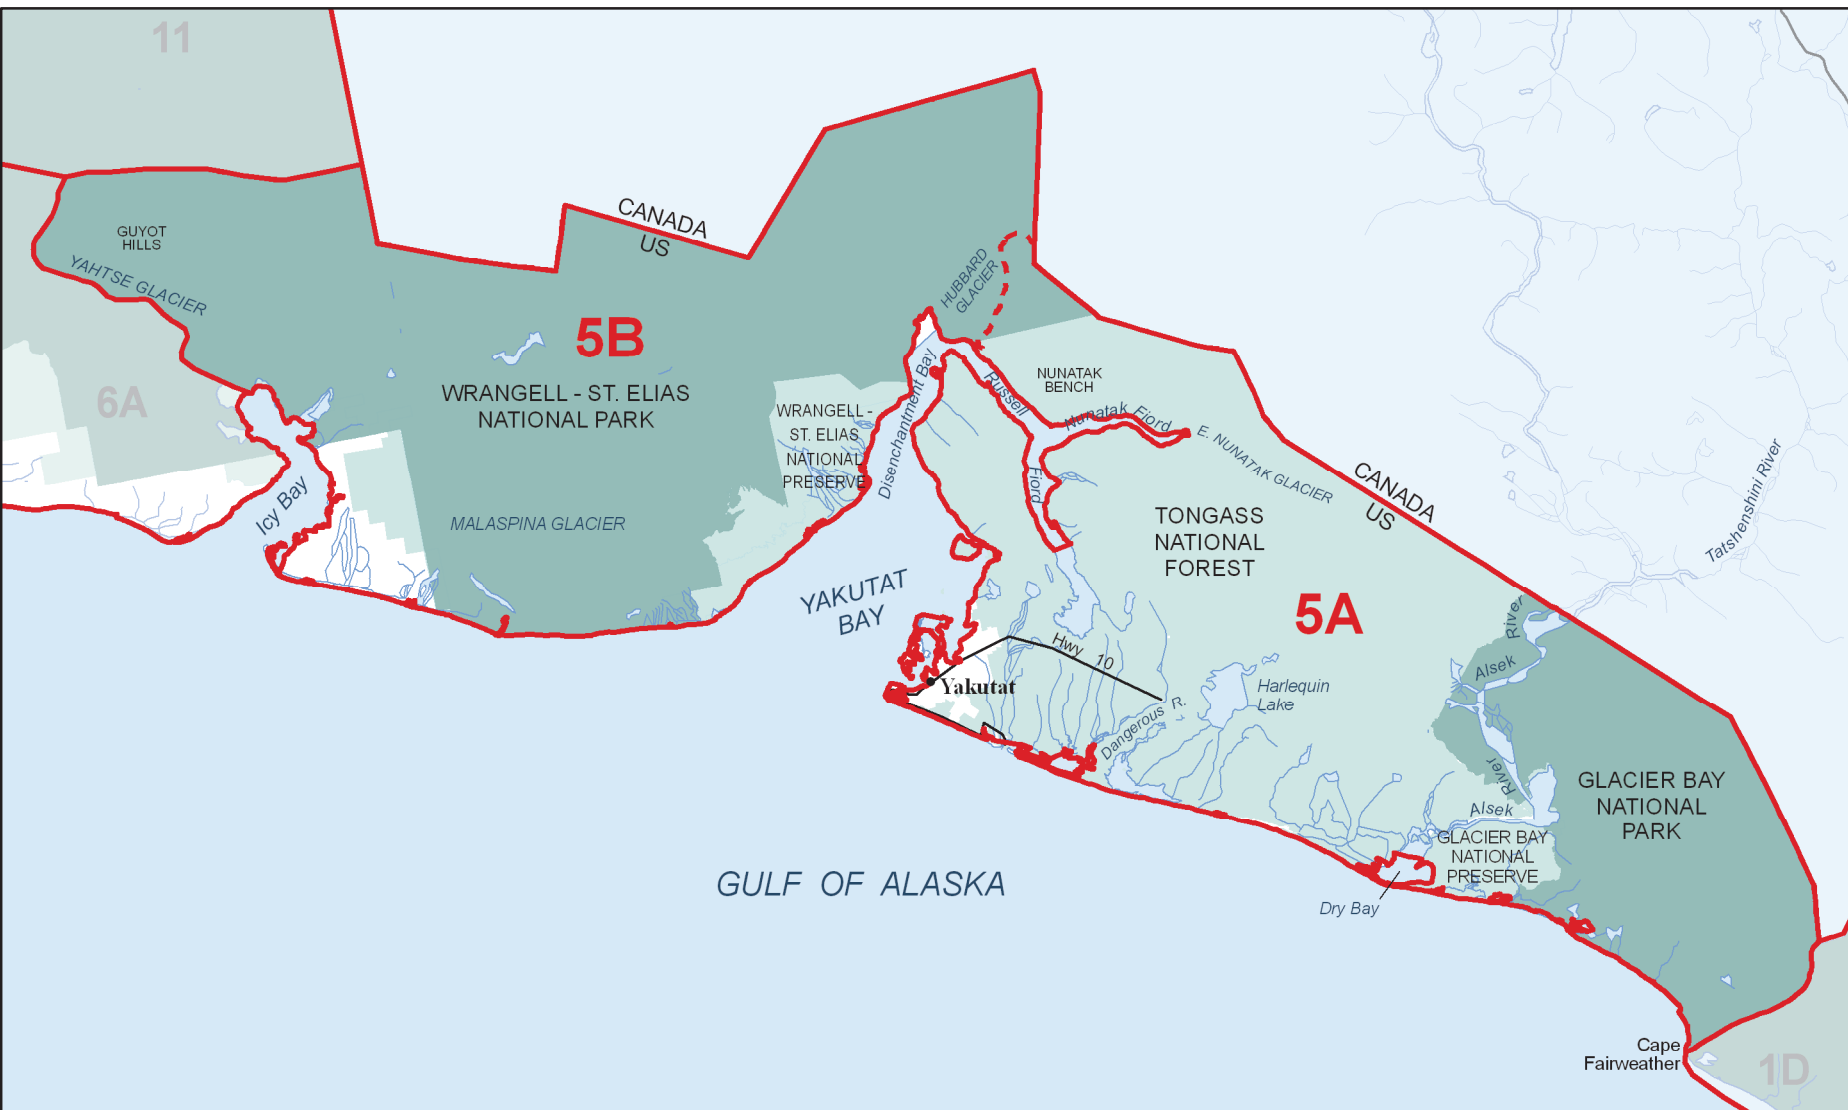 11
CANADA
US
GUYOT
HILLS
YAHTSE GLACIER
HUBBARD
GLACIER
5B
6A
WRANGELL - ST. ELIAS
NATIONAL PARK
WRANGELL -
ST. ELIAS
NATIONAL
PRESERVE
Disenchantment Bay
Russell
Fiord
NUNATAK
BENCH
Nunatak Fiord
E. NUNATAK GLACIER
CANADA
US
Icy Bay
MALASPINA GLACIER
TONGASS
NATIONAL
FOREST
Tatshenshini River
YAKUTAT
BAY
5A
Hwy 10
Yakutat
Harlequin
Lake
Dangerous R.
Alsek
River
River
Alsek
GLACIER BAY
NATIONAL
PARK
GLACIER BAY
NATIONAL
PRESERVE
Dry Bay
GULF OF ALASKA
Cape
Fairweather
1D